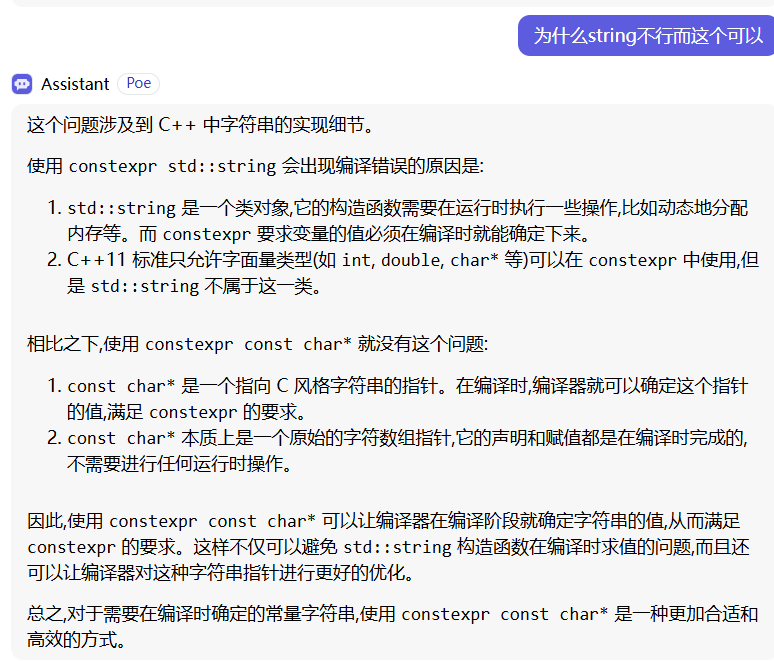 为什么string不行而这个可以
Assistant Poe
这个问题涉及到 C++ 中字符串的实现细节。
使用 constexpr std::string 会出现编译错误的原因是:
1. std::string 是一个类对象,它的构造函数需要在运行时执行一些操作,比如动态地分配
内存等。而 constexpr 要求变量的值必须在编译时就能确定下来。
2. C++11 标准只允许字面量类型(如 int, double, char* 等)可以在 constexpr 中使用,但
是 std::string 不属于这一类。
相比之下,使用 constexpr const char* 就没有这个问题:
1. const char* 是一个指向 C 风格字符串的指针。在编译时,编译器就可以确定这个指针
的值,满足 constexpr 的要求。
2. const char* 本质上是一个原始的字符数组指针,它的声明和赋值都是在编译时完成的,
不需要进行任何运行时操作。
因此,使用 constexpr const char* 可以让编译器在编译阶段就确定字符串的值,从而满足
constexpr 的要求。这样不仅可以避免 std::string 构造函数在编译时求值的问题,而且还
可以让编译器对这种字符串指针进行更好的优化。
总之,对于需要在编译时确定的常量字符串,使用 constexpr const char* 是一种更加合适和
高效的方式。